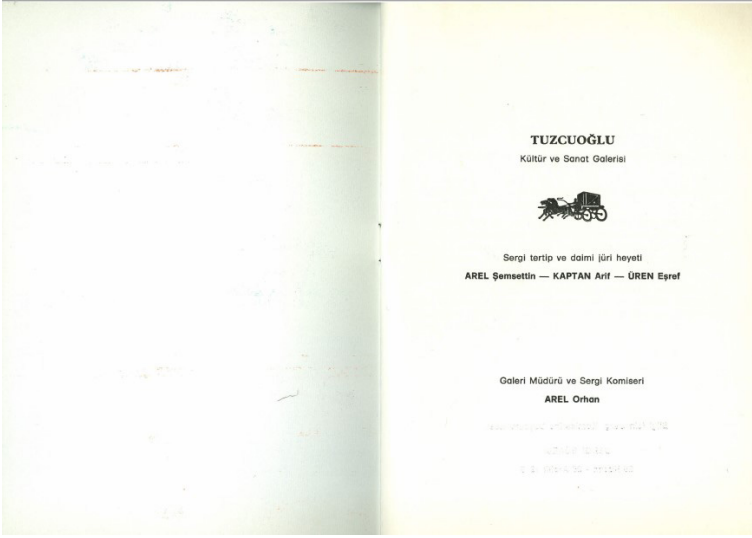 TUZCUOĞLU
Kültür ve Sanat Galerisi
Sergi tertip ve daimi jüri heyeti
AREL Şemsettin — KAPTAN Arif — ÜREN Eşref
Galeri Müdürü ve Sergi Komiseri
AREL Orhan